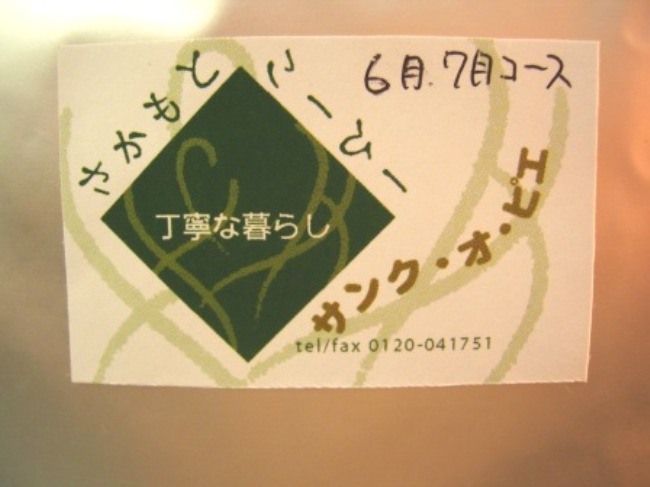 6月.7月コース
さかもとこーひー
丁寧な暮らし
サンク・オ・ピエ
tel/fax 0120-041751